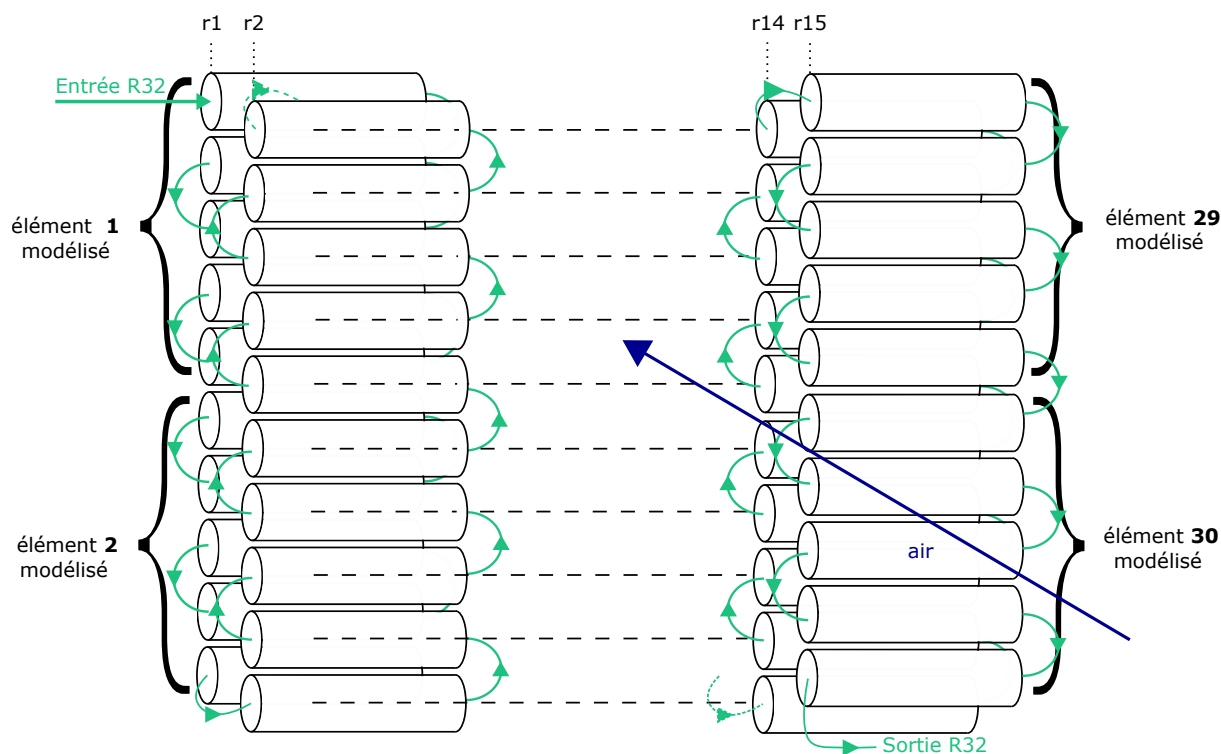 r1
r2
r14
r15
Entrée R32
élément 1
modélisé
élément 29
modélisé
élément 2
modélisé
élément 30
modélisé
air
Sortie R32